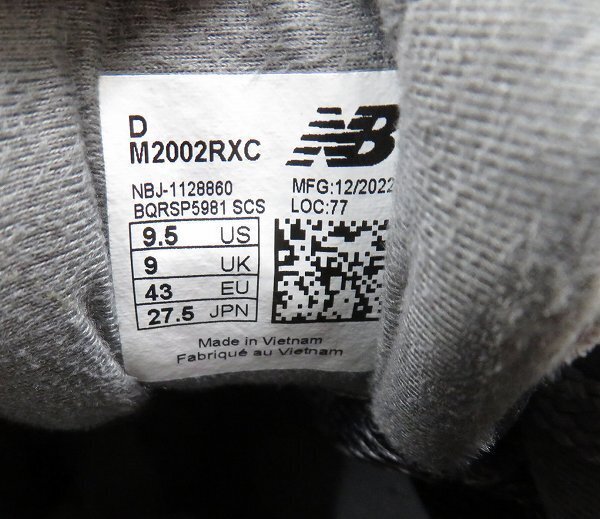 D
M2002RXC
NB
NBJ-1128860
BQRSP5981 SCS
MFG:12/2022
LOC:77
9.5 US
9 UK
43 EU
27.5 JPN
Made in Vietnam
Fabriqué au Vietnam